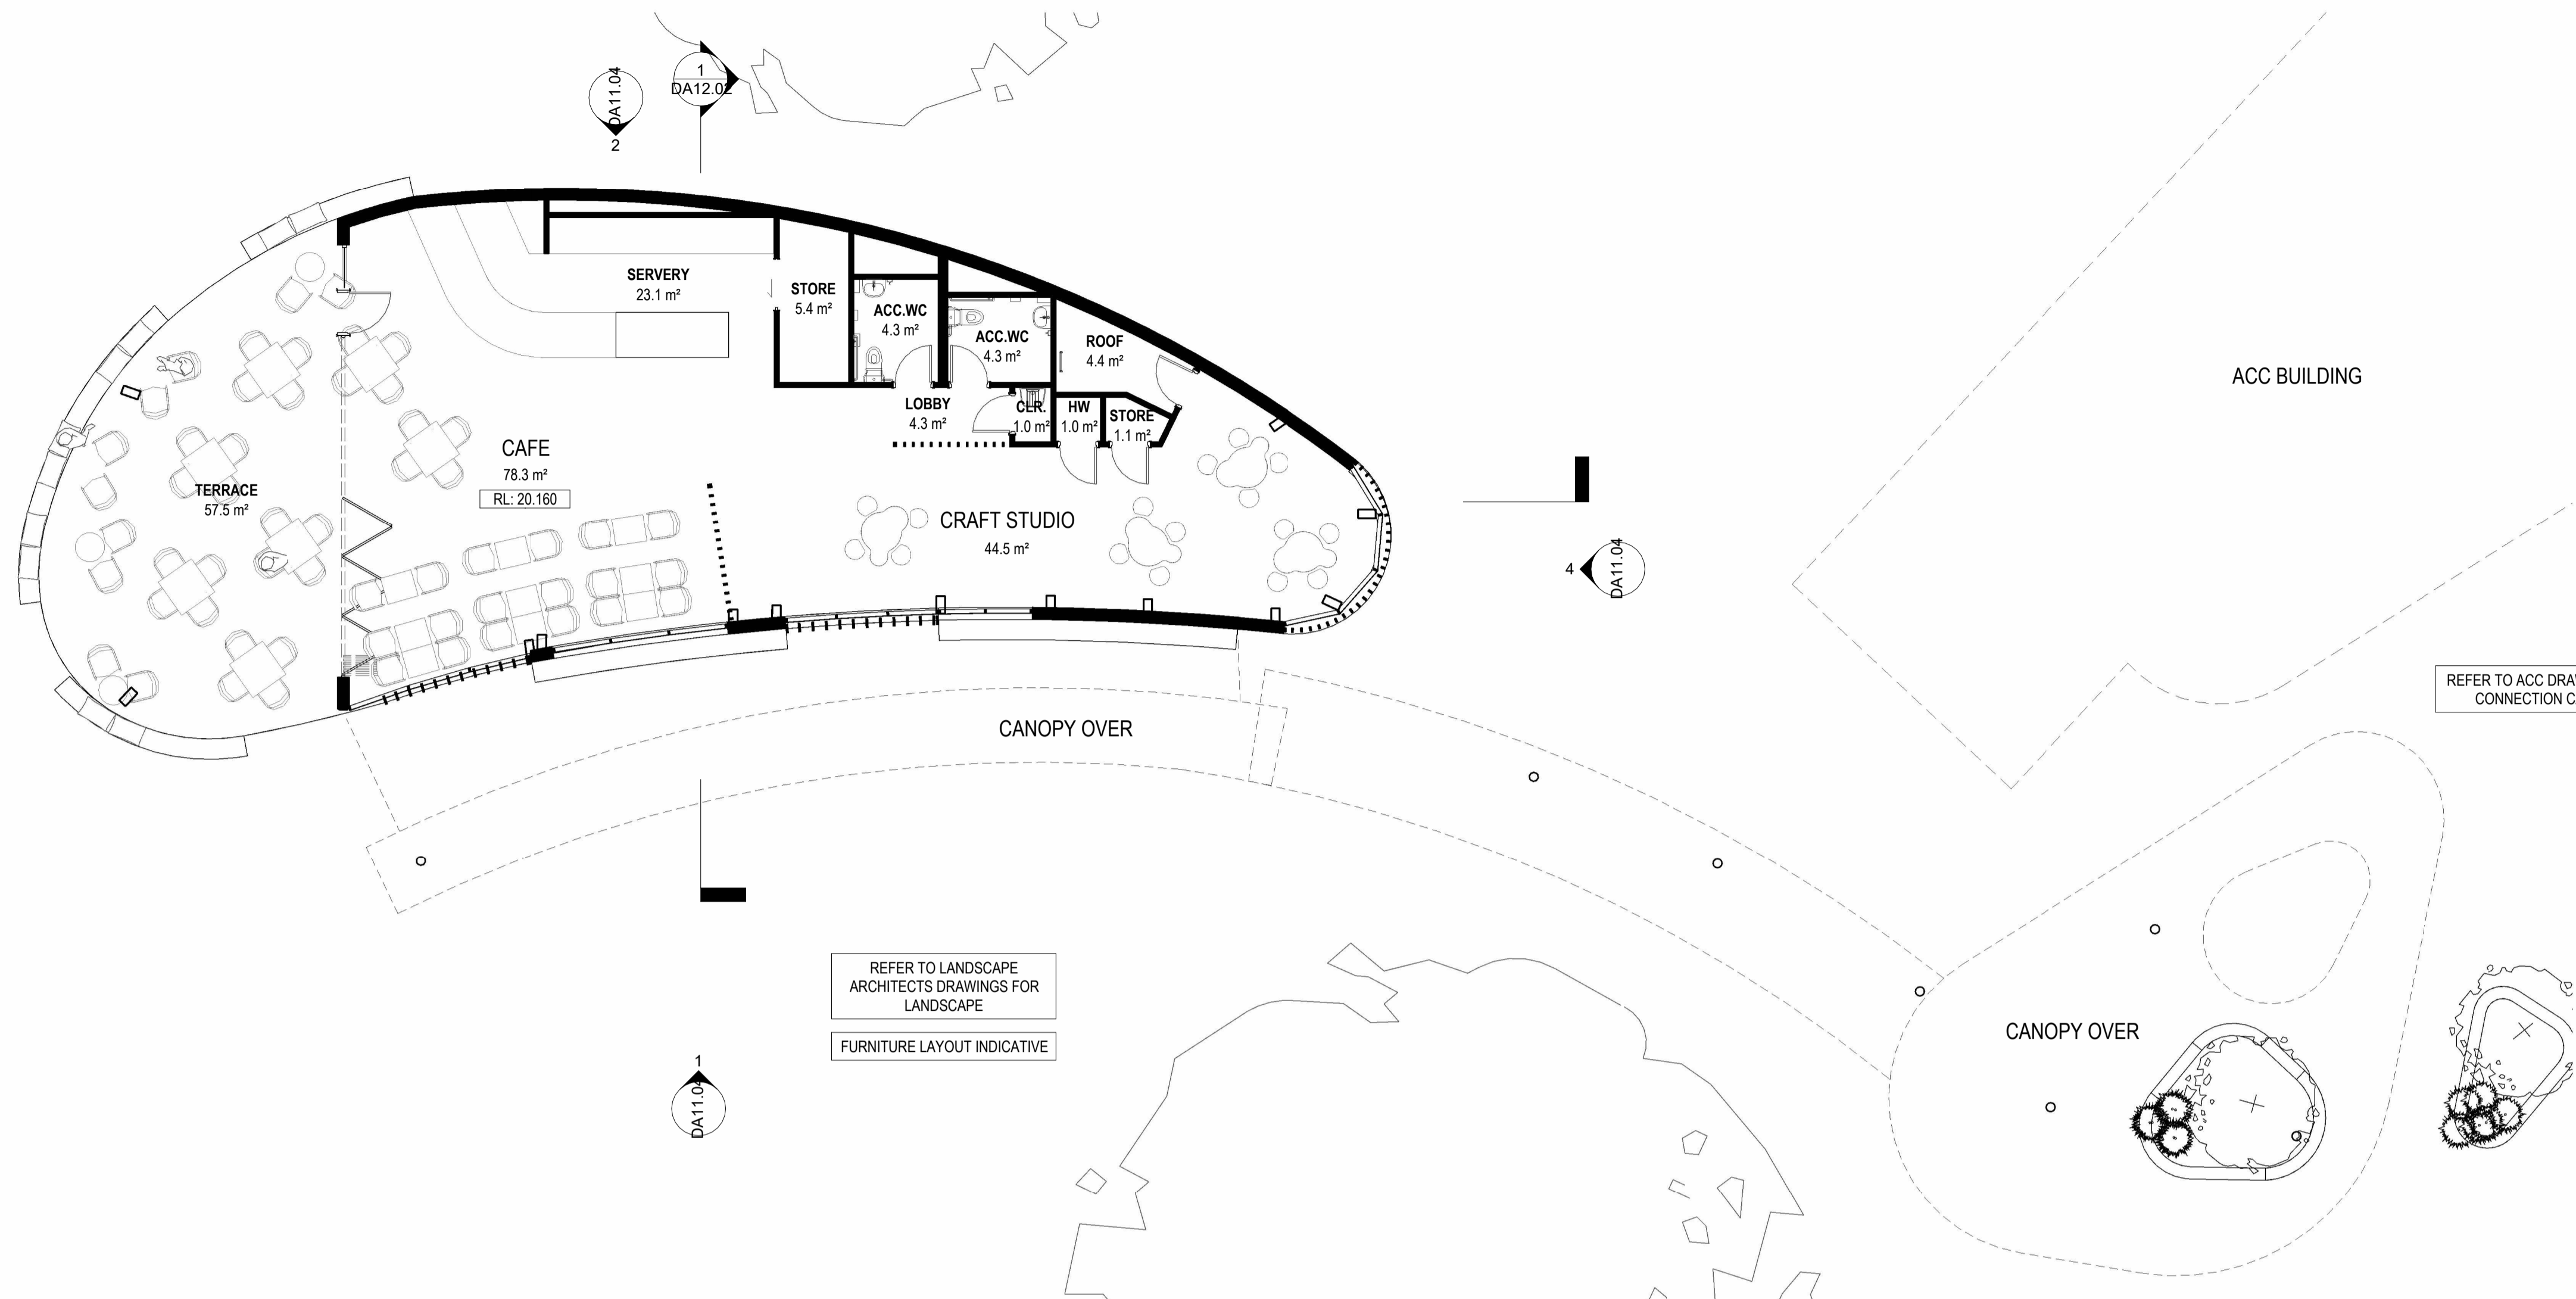 DA11.04
2
1
DA12.02
SERVERY
23.1 m²
STORE
5.4 m²
ACC.WC
4.3 m²
ACC.WC
4.3 m²
ROOF
4.4 m²
LOBBY
4.3 m²
CLR.
1.0 m²
HW
1.0 m²
STORE
1.1 m²
CAFE
78.3 m²
RL: 20.160
TERRACE
57.5 m²
CRAFT STUDIO
44.5 m²
4
DA11.04
ACC BUILDING
REFER TO ACC DRA
CONNECTION C
CANOPY OVER
CANOPY OVER
REFER TO LANDSCAPE
ARCHITECTS DRAWINGS FOR
LANDSCAPE
FURNITURE LAYOUT INDICATIVE
1
DA11.04